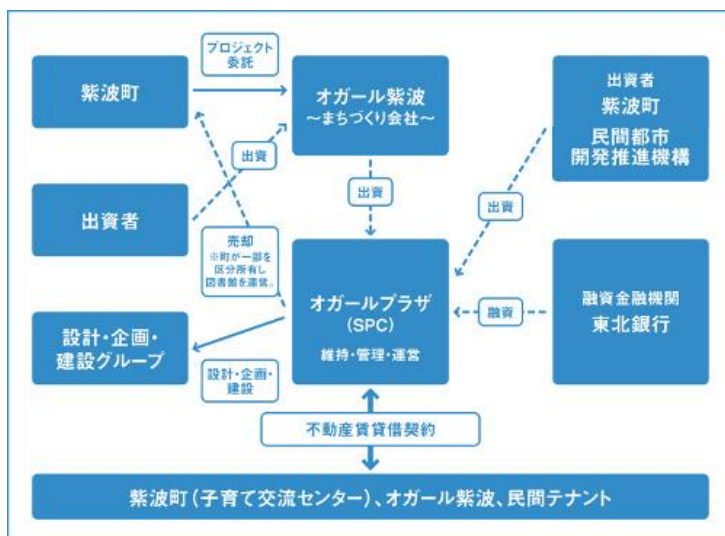 プロジェクト
委託
紫波町
オガール紫波
～まちづくり会社～
出資者
紫波町
民間都市
開発推進機構
出資
出資
出資
出資者
売却
※町が一部を
区分所有し
図書館を運営。
オガールプラザ
(SPC)
維持・管理・運営
融資
融資金融機関
東北銀行
設計・企画・
建設グループ
設計・企画・
建設
不動産賃貸借契約
紫波町(子育て交流センター)、オガール紫波、民間テナント